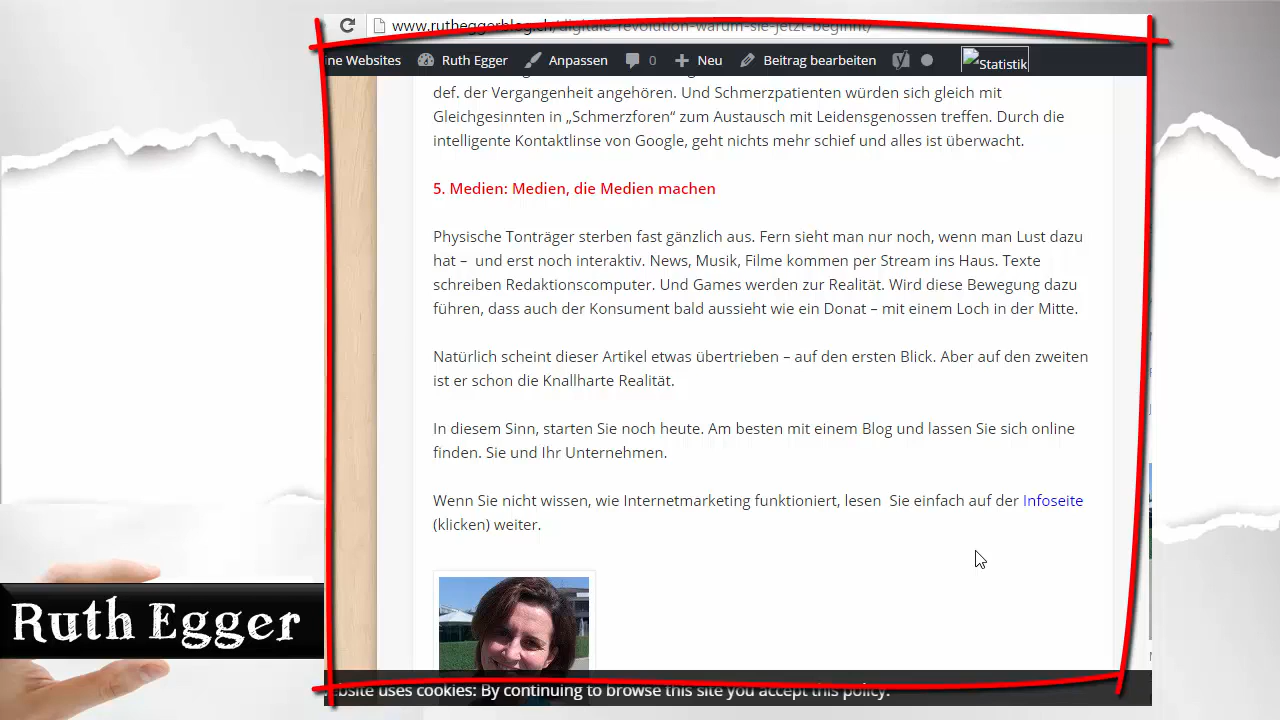 www.rutheggerblog.ch/digitale-revolution-warum-sie-jetzt-beginnt/
ine Websites Ruth Egger Anpassen 0 Neu Beitrag bearbeiten Statistik
def. der Vergangenheit angehören. Und Schmerzpatienten würden sich gleich mit
Gleichgesinnten in „Schmerzforen“ zum Austausch mit Leidensgenossen treffen. Durch die
intelligente Kontaktlinse von Google, geht nichts mehr schief und alles ist überwacht.
5. Medien: Medien, die Medien machen
Physische Tonträger sterben fast gänzlich aus. Fern sieht man nur noch, wenn man Lust dazu
hat – und erst noch interaktiv. News, Musik, Filme kommen per Stream ins Haus. Texte
schreiben Redaktionscomputer. Und Games werden zur Realität. Wird diese Bewegung dazu
führen, dass auch der Konsument bald aussieht wie ein Donat – mit einem Loch in der Mitte.
Natürlich scheint dieser Artikel etwas übertrieben – auf den ersten Blick. Aber auf den zweiten
ist er schon die Knallharte Realität.
In diesem Sinn, starten Sie noch heute. Am besten mit einem Blog und lassen Sie sich online
finden. Sie und Ihr Unternehmen.
Wenn Sie nicht wissen, wie Internetmarketing funktioniert, lesen Sie einfach auf der Infoseite
(klicken) weiter.
Ruth Egger
ebsite uses cookies: By continuing to browse this site you accept this policy.